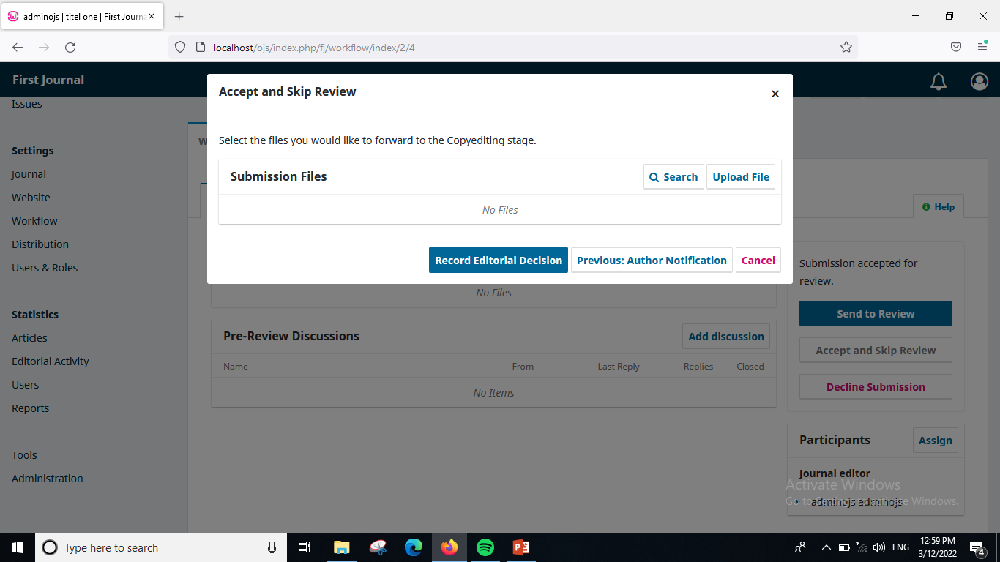 adminojs | titel one | First Journa
localhost/ojs/index.php/fj/workflow/index/2/4
First Journal
Issues
Settings
Journal
Website
Workflow
Distribution
Users & Roles
Statistics
Articles
Editorial Activity
Users
Reports
Tools
Administration
W
Accept and Skip Review
Select the files you would like to forward to the Copyediting stage.
Submission Files
Search
Upload File
No Files
Record Editorial Decision
Previous: Author Notification
Cancel
No Files
Pre-Review Discussions
Add discussion
Name From Last Reply Replies Closed
No Items
Help
Submission accepted for
review.
Send to Review
Accept and Skip Review
Decline Submission
Participants
Assign
Journal editor
adminojs adminojs
Activate Windows
Go to Settings to activate Windows.
Type here to search
ENG
12:59 PM
3/12/2022
4